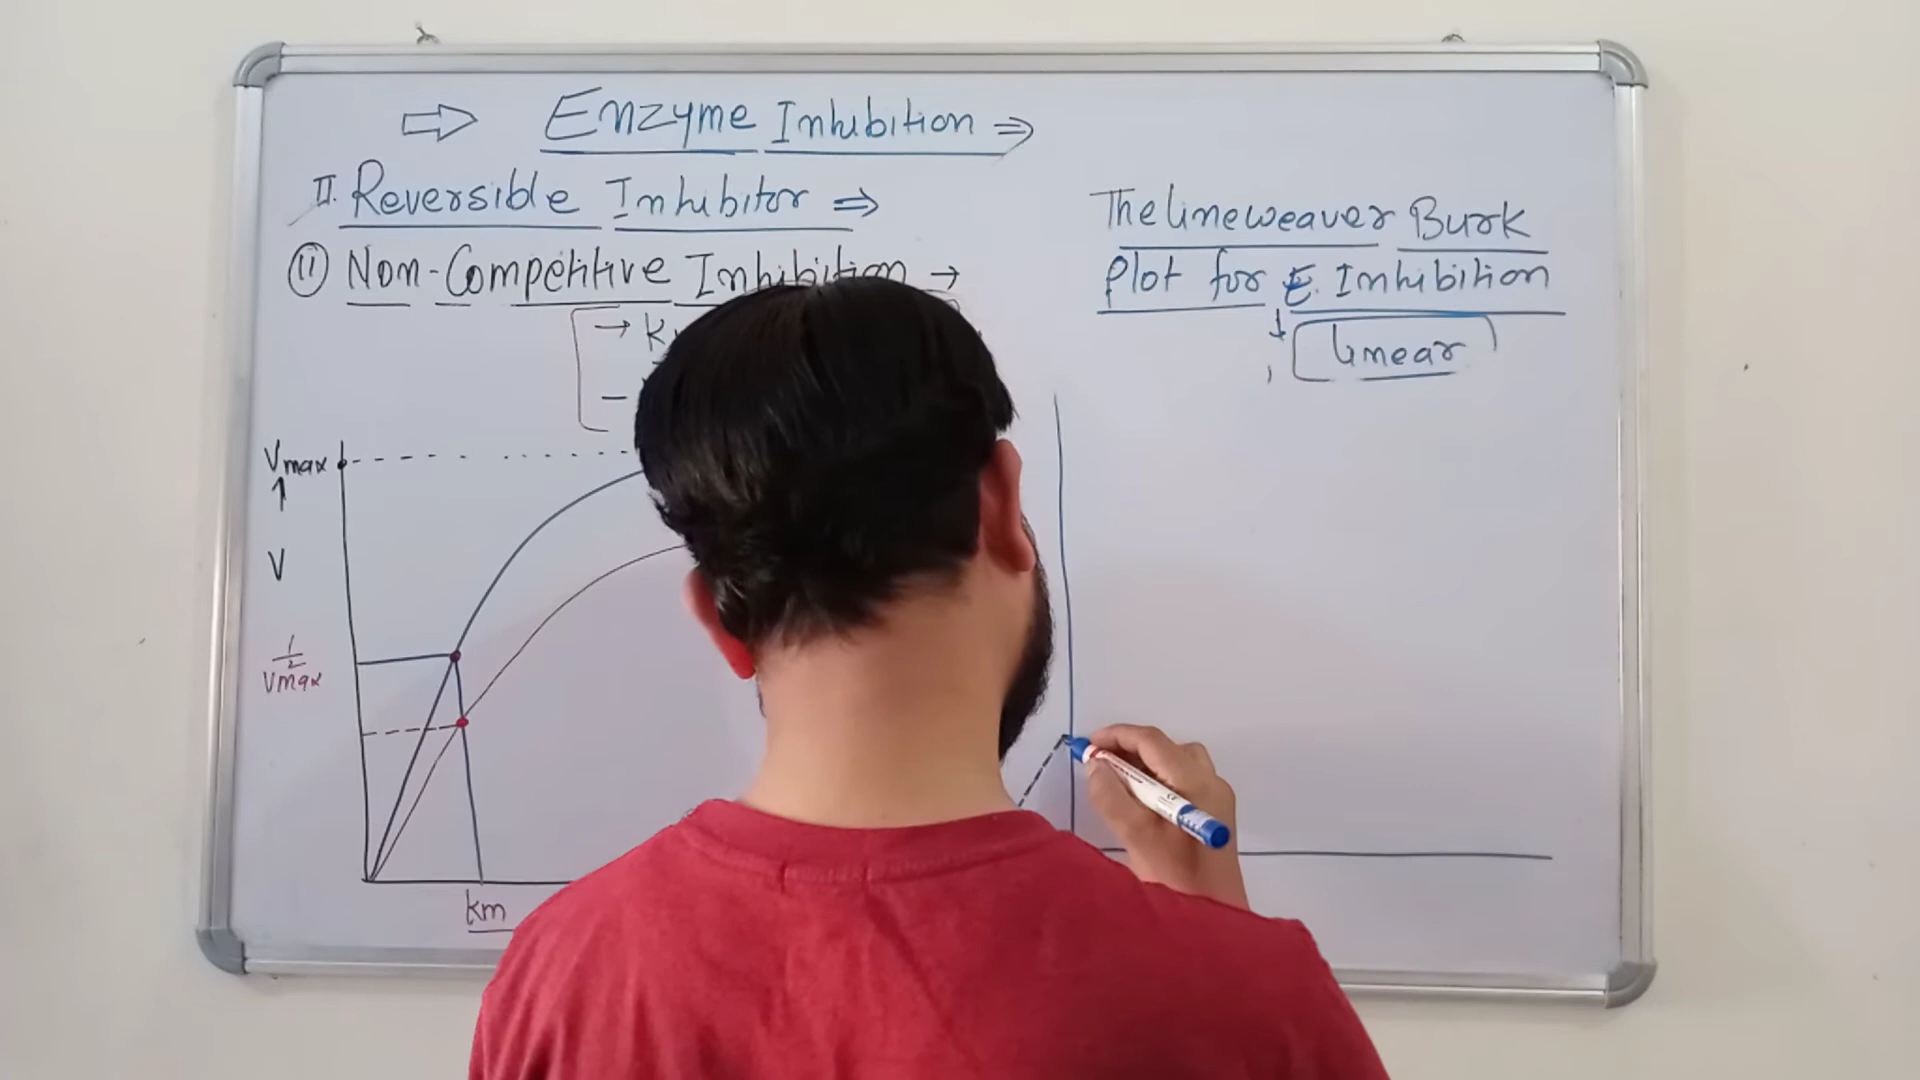 ⇒ Enzyme Inhibition ⇒
II. Reversible Inhibitor ⇒
(ii) Non-Competitive Inhibition →
→
-
Vmax
↑
V
1/2
Vmax
km
The lineweaver Burk
Plot for E. Inhibition
↓
linear